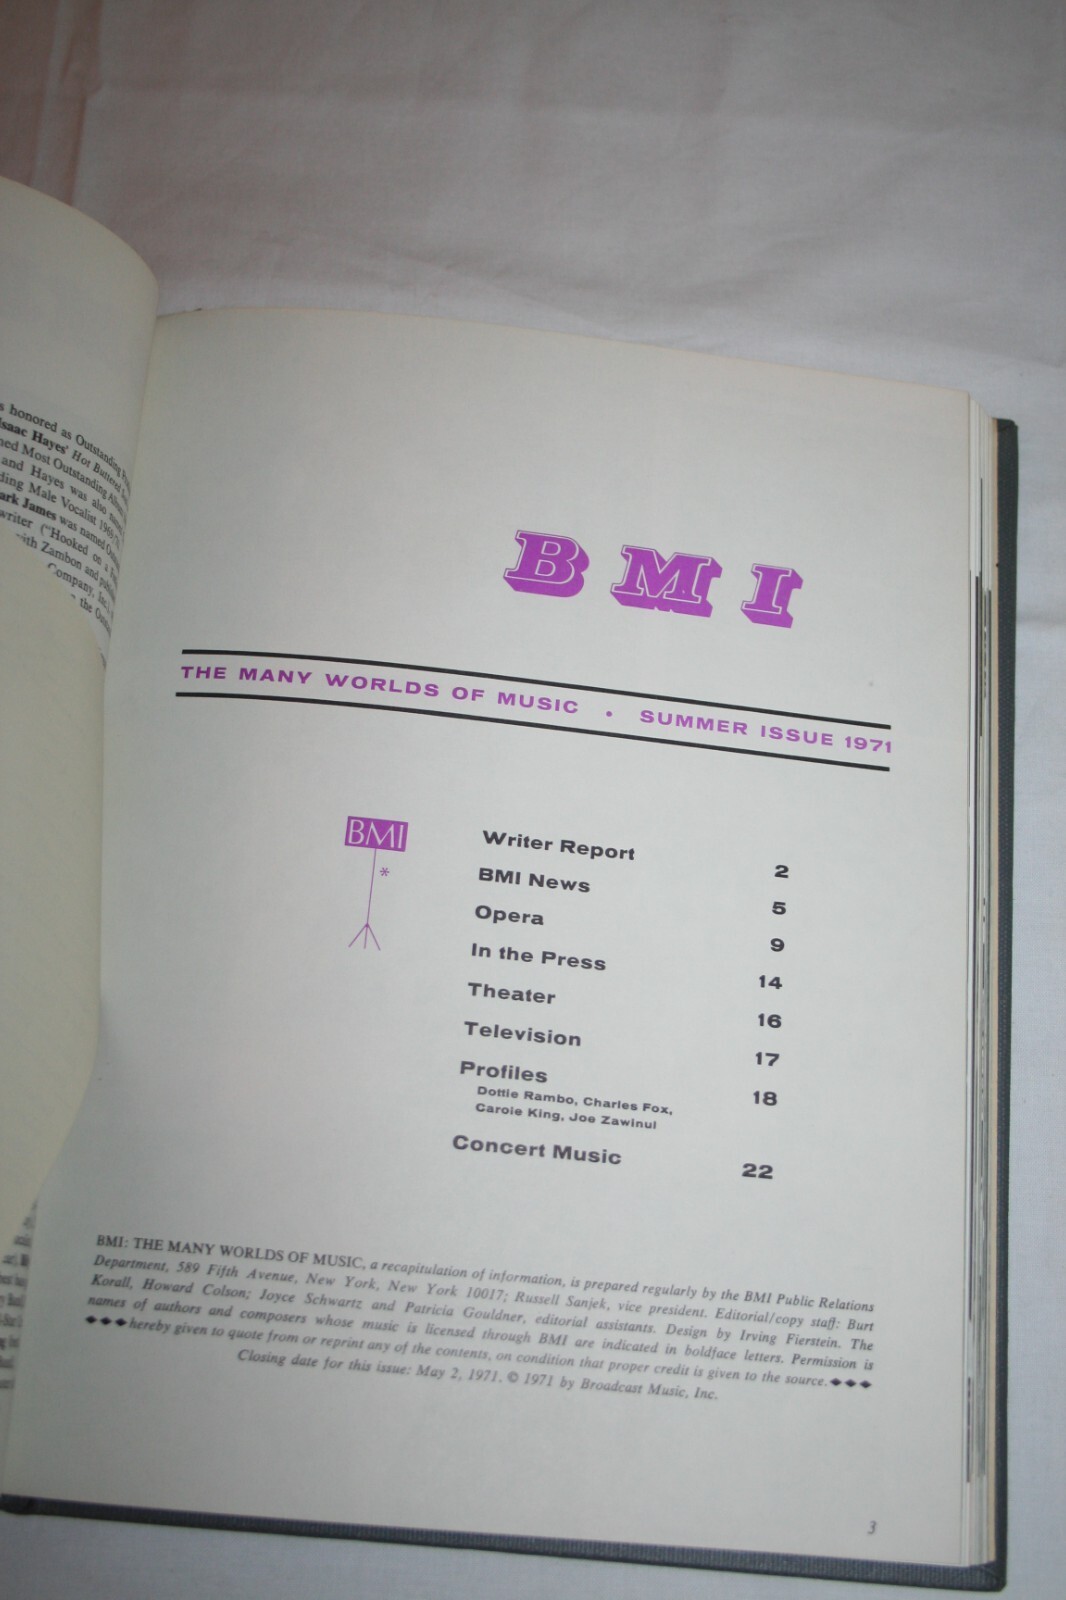 s honored as Outstanding
Isaac Hayes' Hot Buttered
ned Most Outstanding Album
and Hayes was also
ding Male Vocalist 1969
ark James was named
writer ("Hooked on a
with Zambon and
Company, Inc.),
the
BMI
THE MANY WORLDS OF MUSIC • SUMMER ISSUE 1971
BMI
*
Writer Report 2
BMI News 5
Opera 9
In the Press 14
Theater 16
Television 17
Profiles 18
Dottie Rambo, Charles Fox,
Carole King, Joe Zawinul
Concert Music 22
BMI: THE MANY WORLDS OF MUSIC, a recapitulation of information, is prepared regularly by the BMI Public Relations
Department, 589 Fifth Avenue, New York, New York 10017; Russell Sanjek, vice president. Editorial/copy staff: Burt
Korall, Howard Colson; Joyce Schwartz and Patricia Gouldner, editorial assistants. Design by Irving Fierstein. The
names of authors and composers whose music is licensed through BMI are indicated in boldface letters. Permission is
◆◆◆hereby given to quote from or reprint any of the contents, on condition that proper credit is given to the source.◆◆◆
Closing date for this issue: May 2, 1971. © 1971 by Broadcast Music, Inc.
3